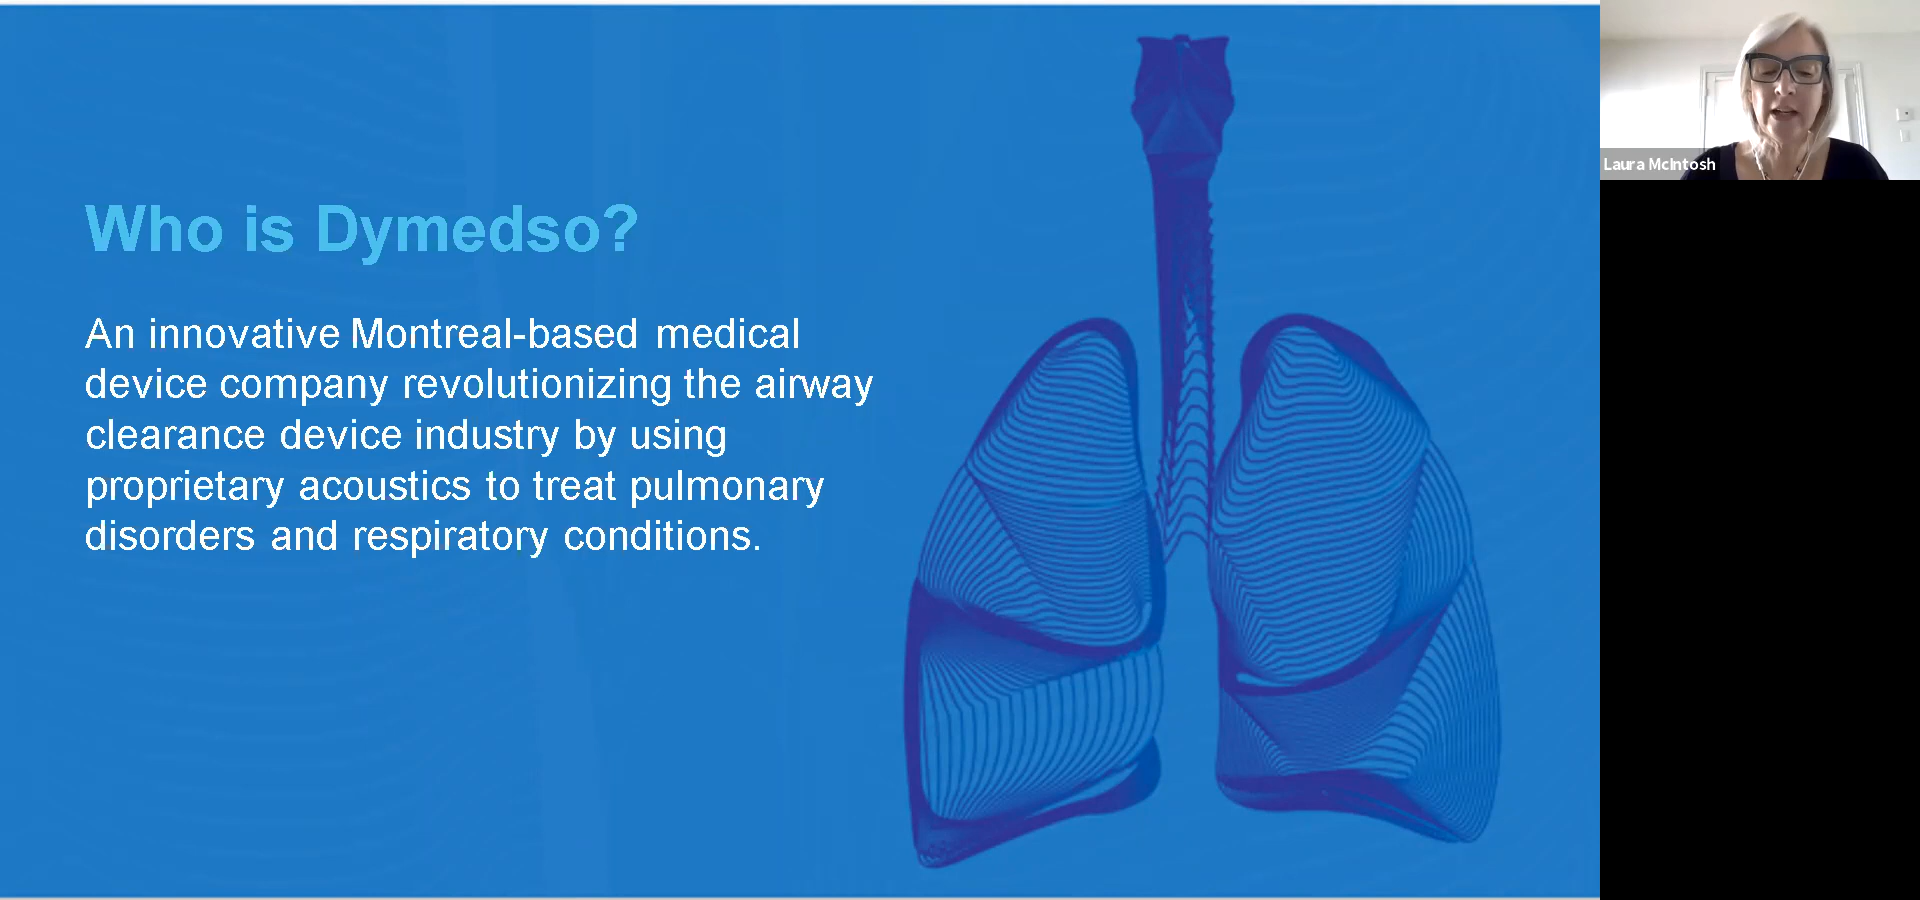 Who is Dymedso?
An innovative Montreal-based medical
device company revolutionizing the airway
clearance device industry by using
proprietary acoustics to treat pulmonary
disorders and respiratory conditions.
Laura McIntosh